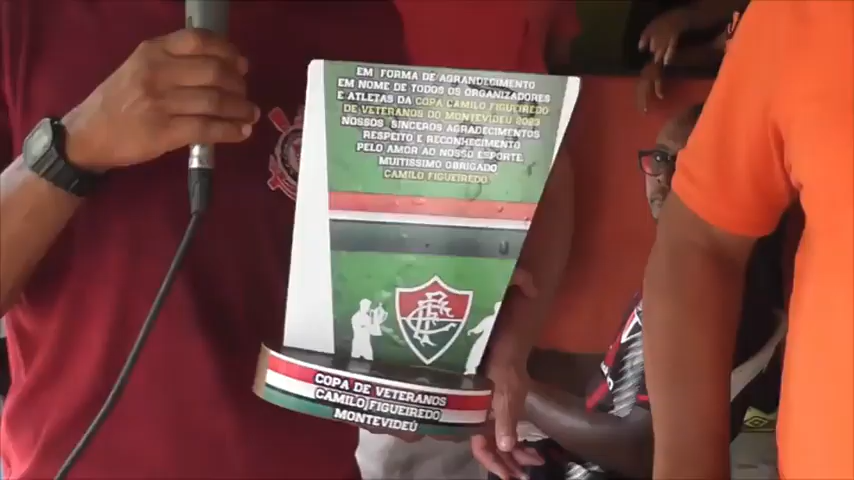 EM FORMA DE AGRANDECIMENTO
EM NOME DE TODOS OS ORGANIZADORES
E ATLETAS DA COPA CAMILO FIGUEIREDO
DE VETERANOS DO MONTEVIDEU 2023
NOSSOS SINCEROS AGRADECIMENTOS
RESPEITO E RECONHECIMENTO
PELO AMOR AO NOSSO ESPORTE.
MUITISSIMO OBRIGADO
CAMILO FIGUEIREDO
FFC
COPA DE VETERANOS
CAMILO FIGUEIREDO
MONTEVIDEÚ